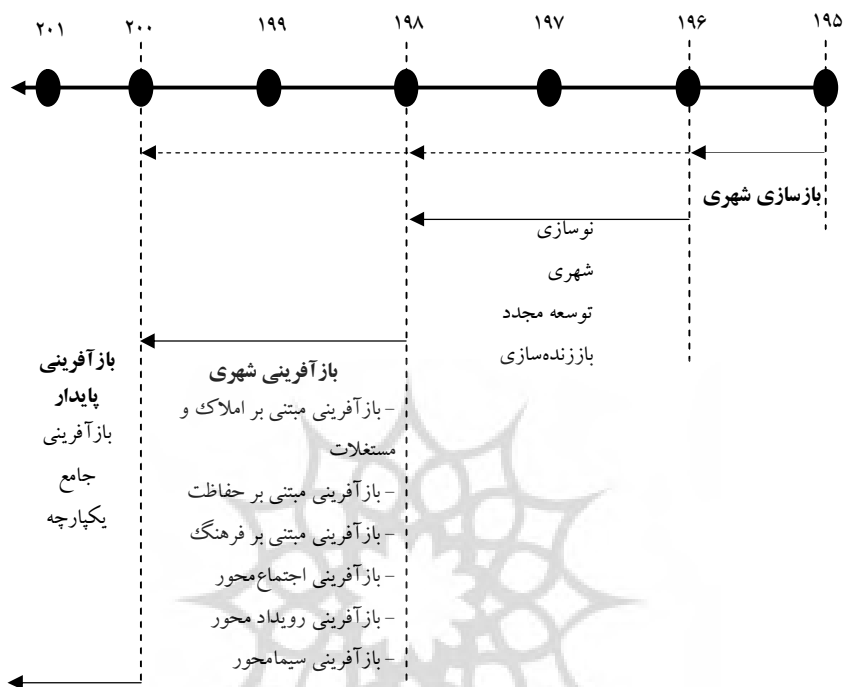 ۱۹۵ ۱۹۶ ۱۹۷ ۱۹۸ ۱۹۹ ۲۰۰ ۲۰۱
بازسازی شهری
نوسازی
شهری
توسعه مجدد
باززنده‌سازی
بازآفرینی شهری
- بازآفرینی مبتنی بر املاک و
مستغلات
- بازآفرینی مبتنی بر حفاظت
- بازآفرینی مبتنی بر فرهنگ
- بازآفرینی اجتماع‌محور
- بازآفرینی رویداد محور
- بازآفرینی سیمامحور
بازآفرینی
پایدار
بازآفرینی
جامع
یکپارچه